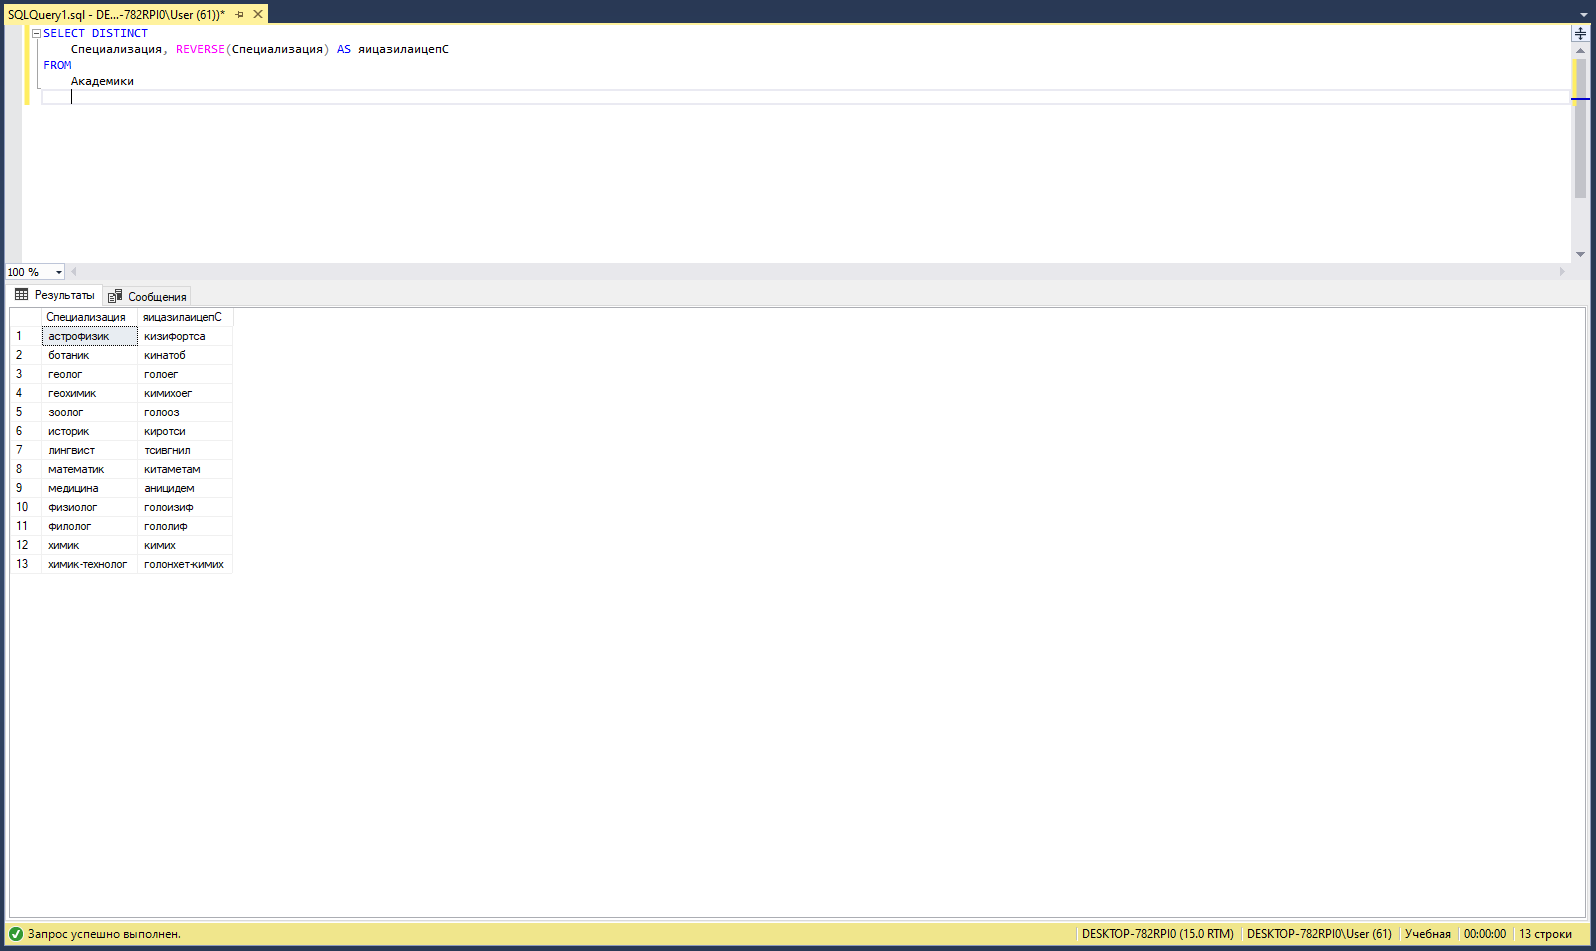 SQLQuery1.sql - DE...-782RPI0\User (61))*
SELECT DISTINCT
Специализация, REVERSE(Специализация) AS яицазилаицепС
FROM
Академики
100 %
Результаты Сообщения
Специализация яицазилаицепС
1 астрофизик кизифортса
2 ботаник кинатоб
3 геолог голоег
4 геохимик кимихоег
5 зоолог голооз
6 историк киротси
7 лингвист тсивгнил
8 математик китаметам
9 медицина аницидем
10 физиолог голоизиф
11 филолог гололиф
12 химик кимих
13 химик-технолог голонхет-кимих
Запрос успешно выполнен. DESKTOP-782RPI0 (15.0 RTM) DESKTOP-782RPI0\User (61) Учебная 00:00:00 13 строки